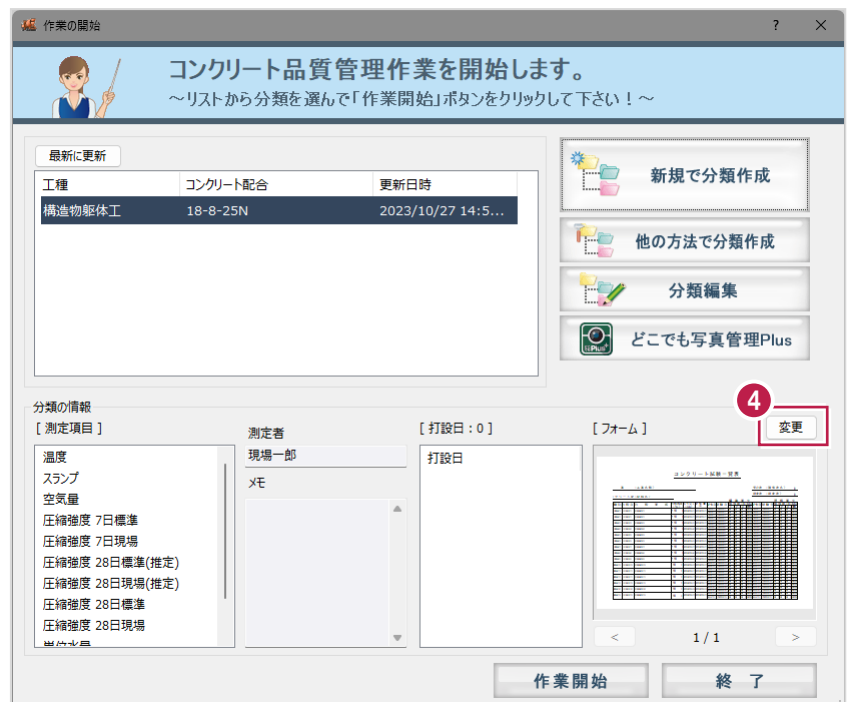 作業の開始
? ×
コンクリート品質管理作業を開始します。
～リストから分類を選んで「作業開始」ボタンをクリックして下さい！～
最新に更新
工種 コンクリート配合 更新日時
構造物躯体工 18-8-25N 2023/10/27 14:5...
新規で分類作成
他の方法で分類作成
分類編集
どこでも写真管理Plus
分類の情報
[ 測定項目 ]
温度
スランプ
空気量
圧縮強度 7日標準
圧縮強度 7日現場
圧縮強度 28日標準(推定)
圧縮強度 28日現場(推定)
圧縮強度 28日標準
圧縮強度 28日現場
単位水量
測定者
現場一郎
メモ
[ 打設日：0 ]
打設日
[ フォーム ]
4
変更
コンクリート試験一覧表
< 1 / 1 >
作業開始
終 了